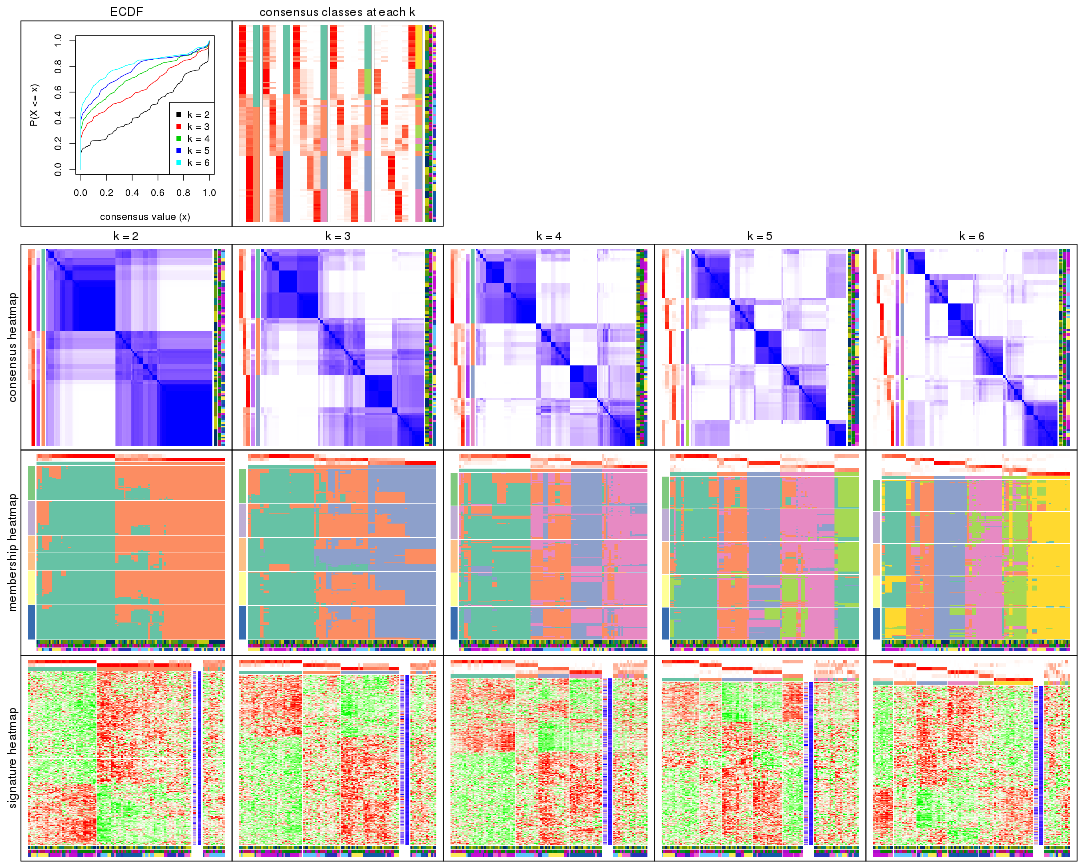 ECDF
consensus classes at each k
P(X <= x)
1.0
0.8
0.6
0.4
0.2
0.0
k = 2
k = 3
k = 4
k = 5
k = 6
0.0 0.2 0.4 0.6 0.8 1.0
consensus value (x)
k = 2
k = 3
k = 4
k = 5
k = 6
consensus heatmap
membership heatmap
signature heatmap